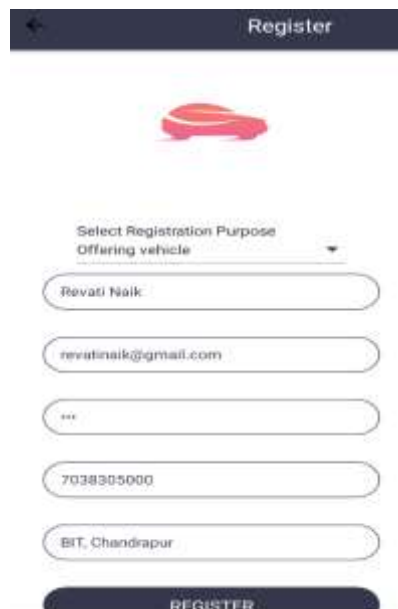 Register
Select Registration Purpose
Offering vehicle
Revati Naik
revatinaik@gmail.com
•••
7038305000
BIT, Chandrapur
REGISTER